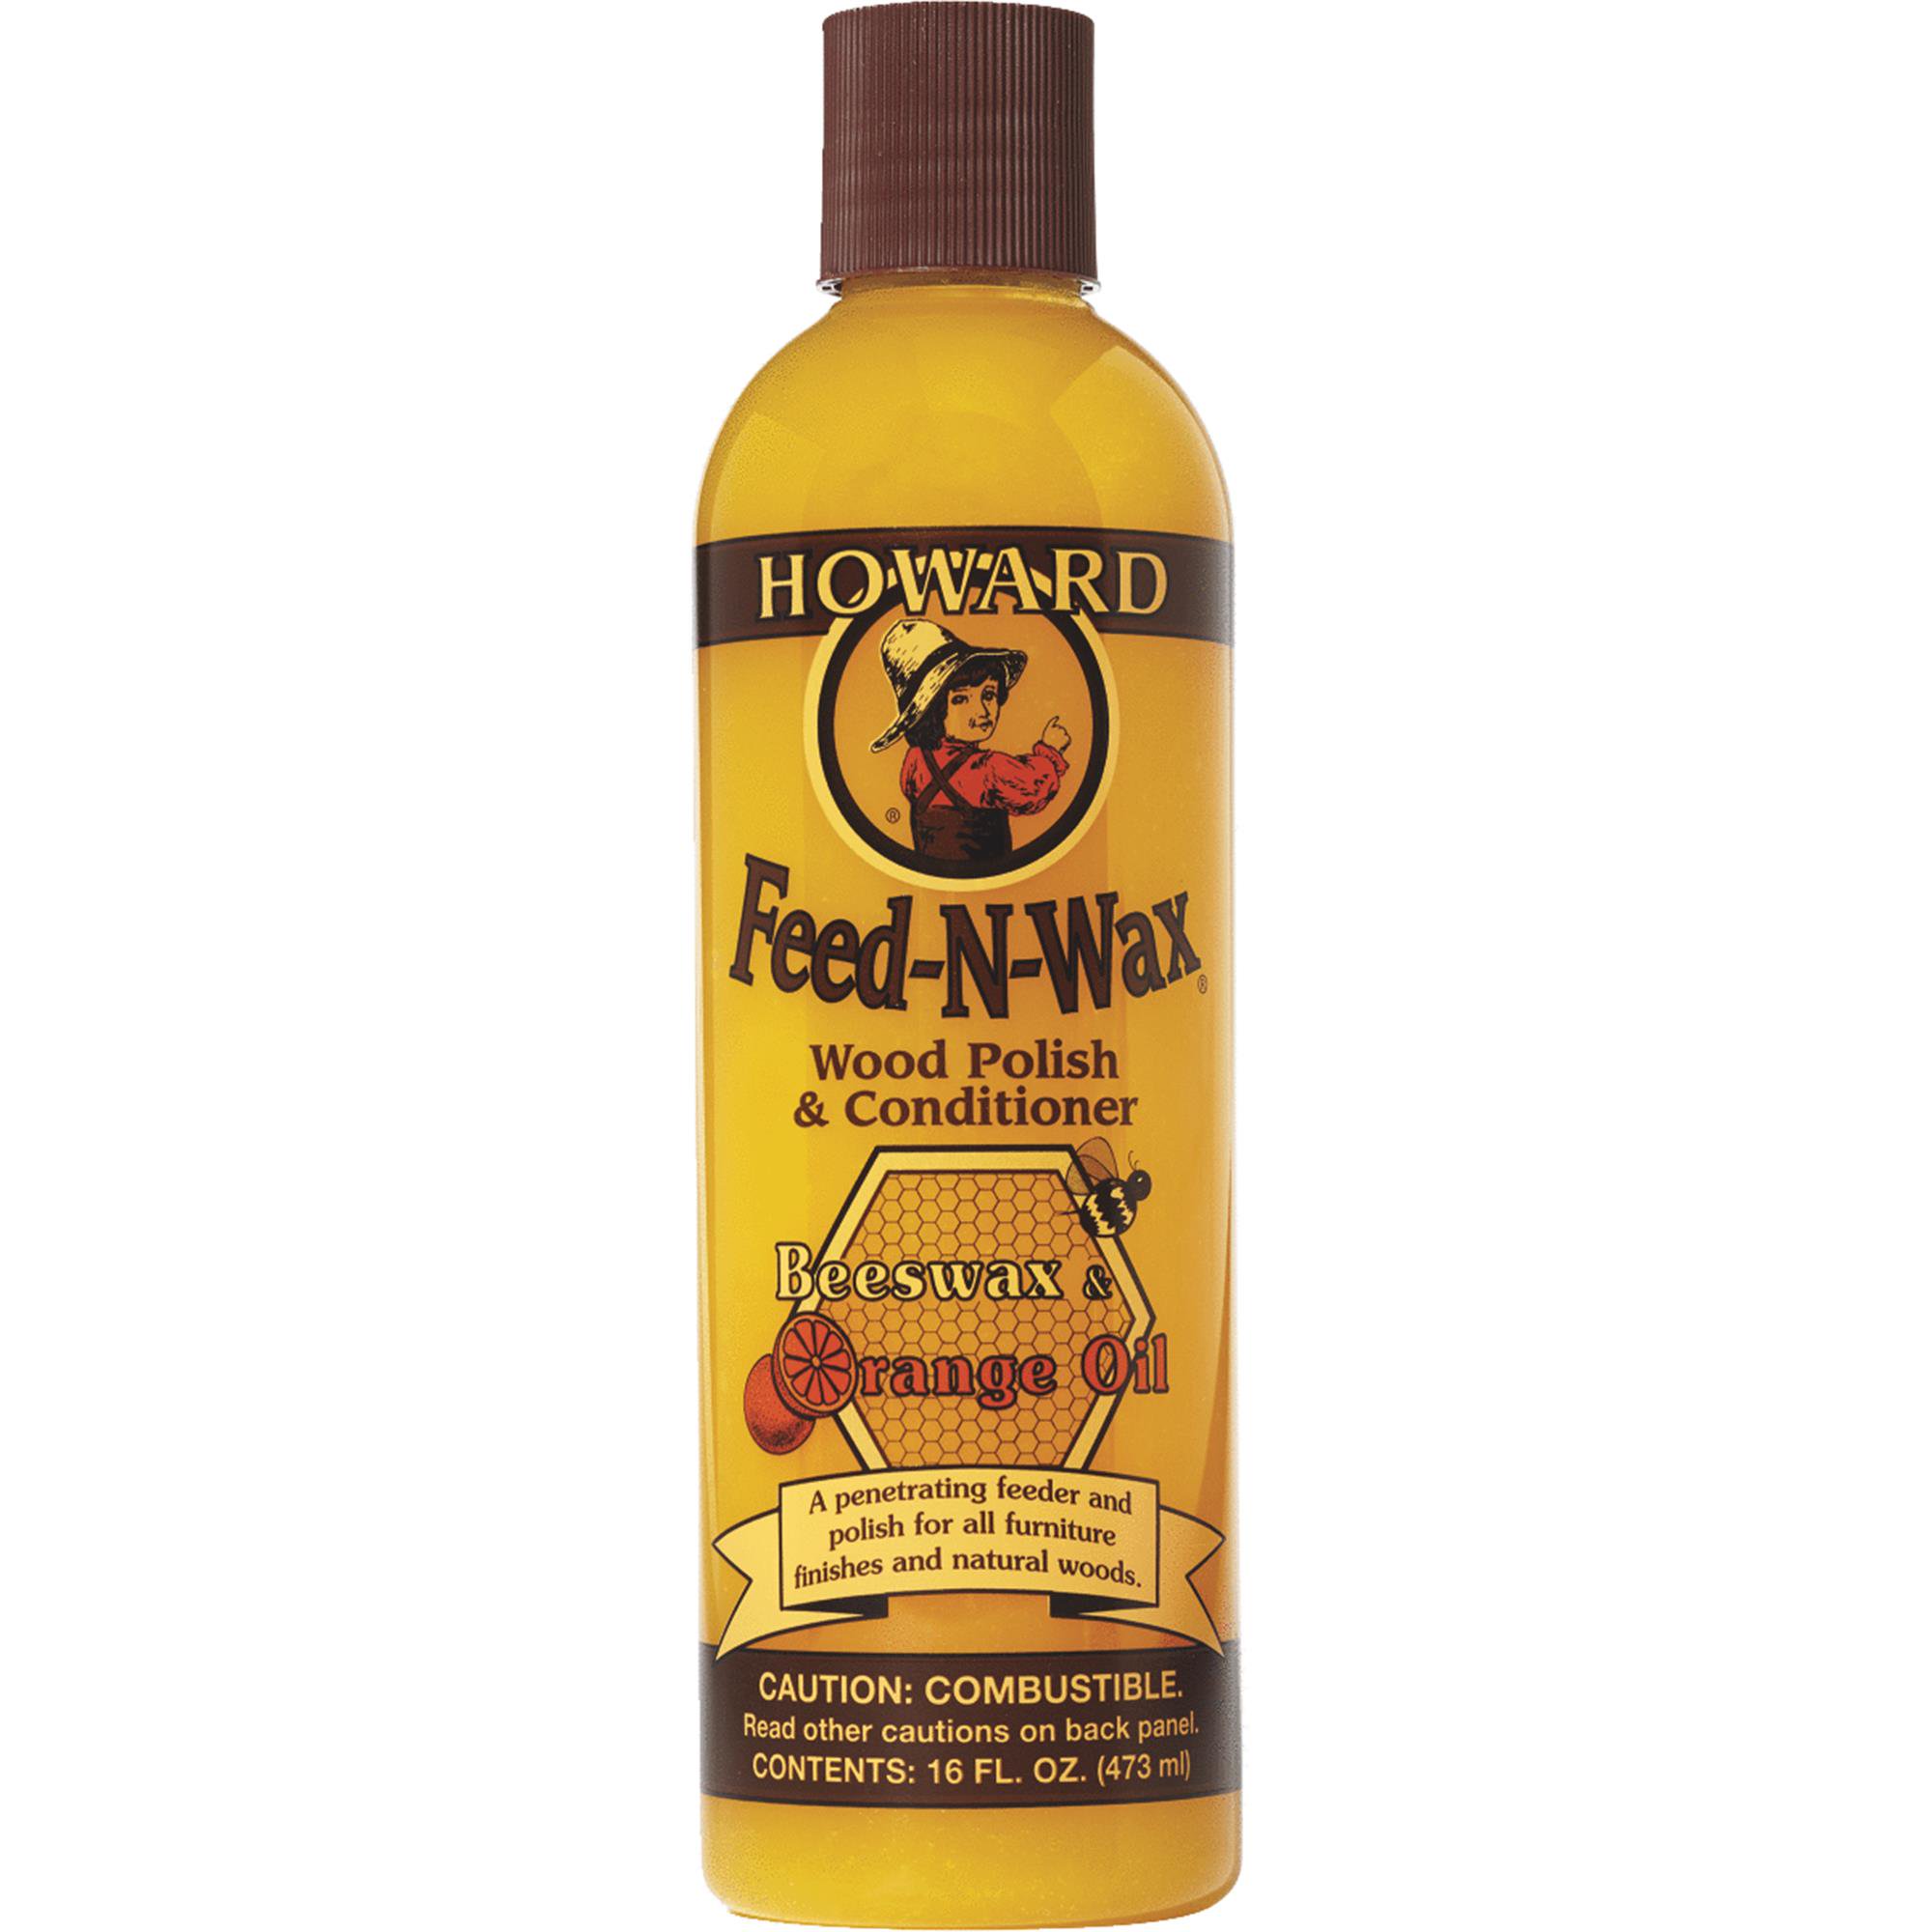 HOWARD
®
Feed-N-Wax®
Wood Polish
& Conditioner
Beeswax &
Orange Oil
A penetrating feeder and
polish for all furniture
finishes and natural woods.
CAUTION: COMBUSTIBLE.
Read other cautions on back panel.
CONTENTS: 16 FL. OZ. (473 ml)